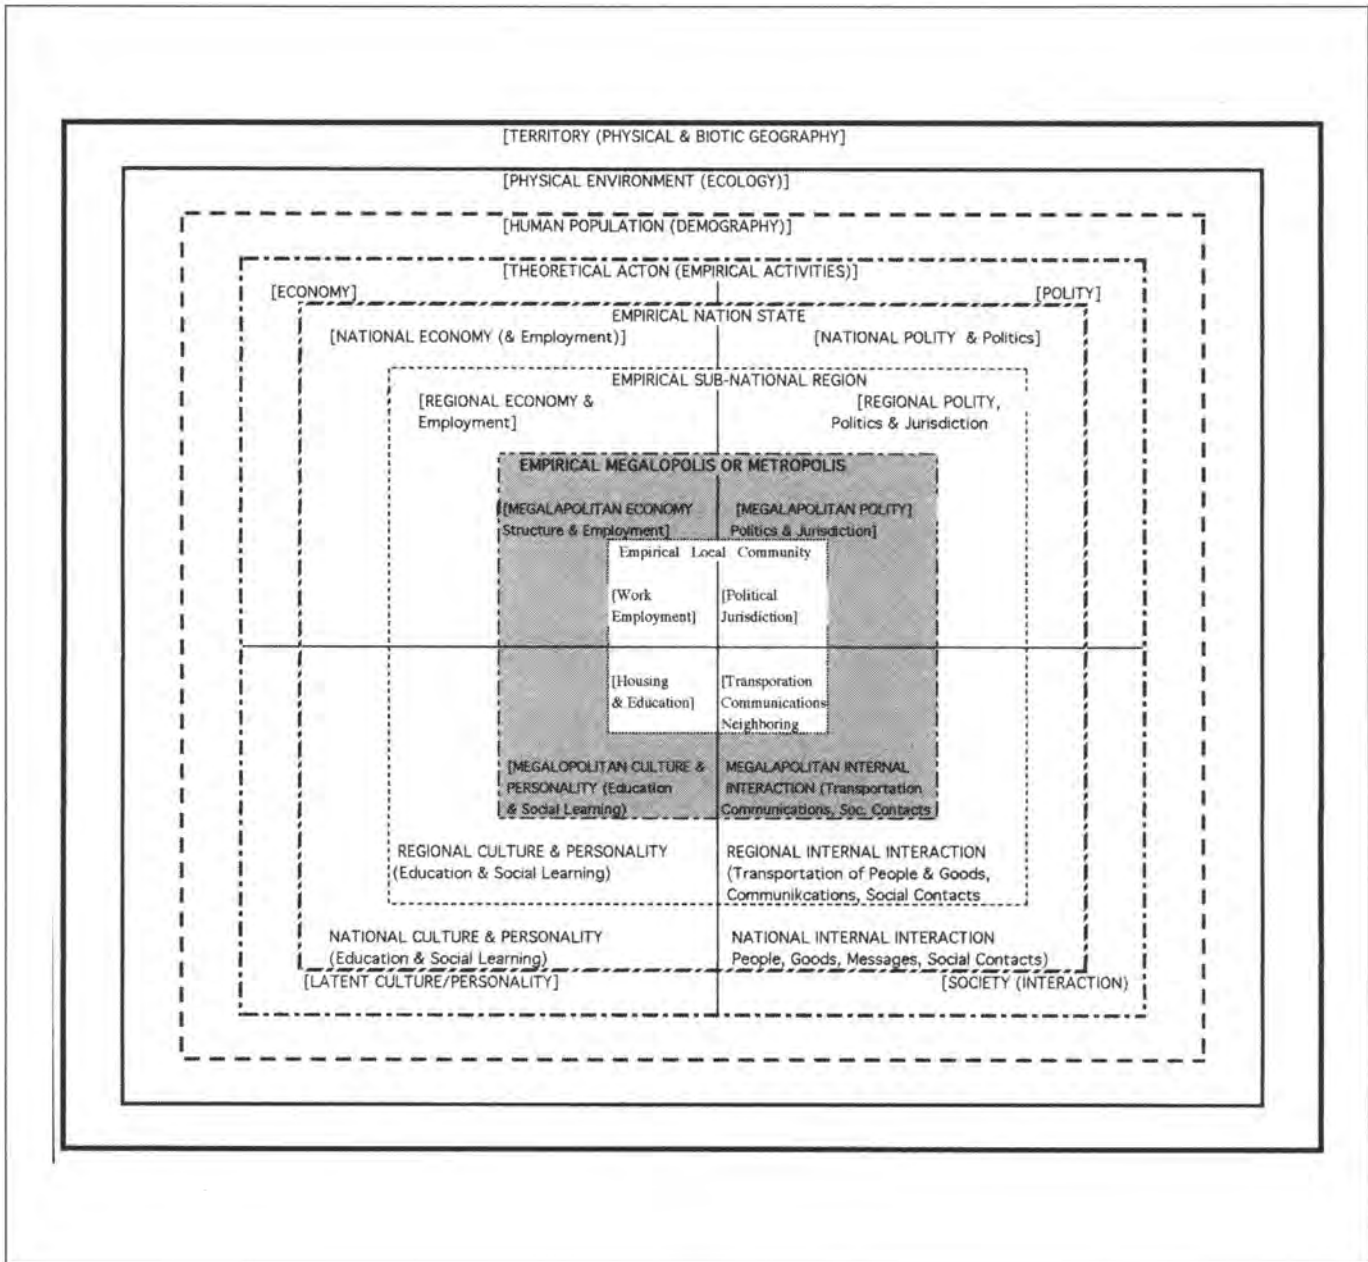 [TERRITORY (PHYSICAL & BIOTIC GEOGRAPHY]
[PHYSICAL ENVIRONMENT (ECOLOGY)]
[HUMAN POPULATION (DEMOGRAPHY)]
[THEORETICAL ACTON (EMPIRICAL ACTIVITIES)]
[ECONOMY]
[POLITY]
EMPIRICAL NATION STATE
[NATIONAL ECONOMY (& Employment)]
[NATIONAL POLITY & Politics]
EMPIRICAL SUB-NATIONAL REGION
[REGIONAL ECONOMY &
Employment]
[REGIONAL POLITY,
Politics & Jurisdiction
EMPIRICAL MEGALOPOLIS OR METROPOLIS
[MEGALAPOLITAN ECONOMY
Structure & Employment]
[MEGALAPOLITAN POLITY]
Politics & Jurisdiction]
Empirical Local Community
[Work
Employment]
[Political
Jurisdiction]
[Housing
& Education]
[Transporation
Communications
Neighboring
[MEGALOPOLITAN CULTURE &
PERSONALITY (Education
& Social Learning)
MEGALAPOLITAN INTERNAL
INTERACTION (Transportation
Communications, Soc. Contacts
REGIONAL CULTURE & PERSONALITY
(Education & Social Learning)
REGIONAL INTERNAL INTERACTION
(Transportation of People & Goods,
Communikcations, Social Contacts
NATIONAL CULTURE & PERSONALITY
(Education & Social Learning)
NATIONAL INTERNAL INTERACTION
People, Goods, Messages, Social Contacts)
[LATENT CULTURE/PERSONALITY]
[SOCIETY (INTERACTION)